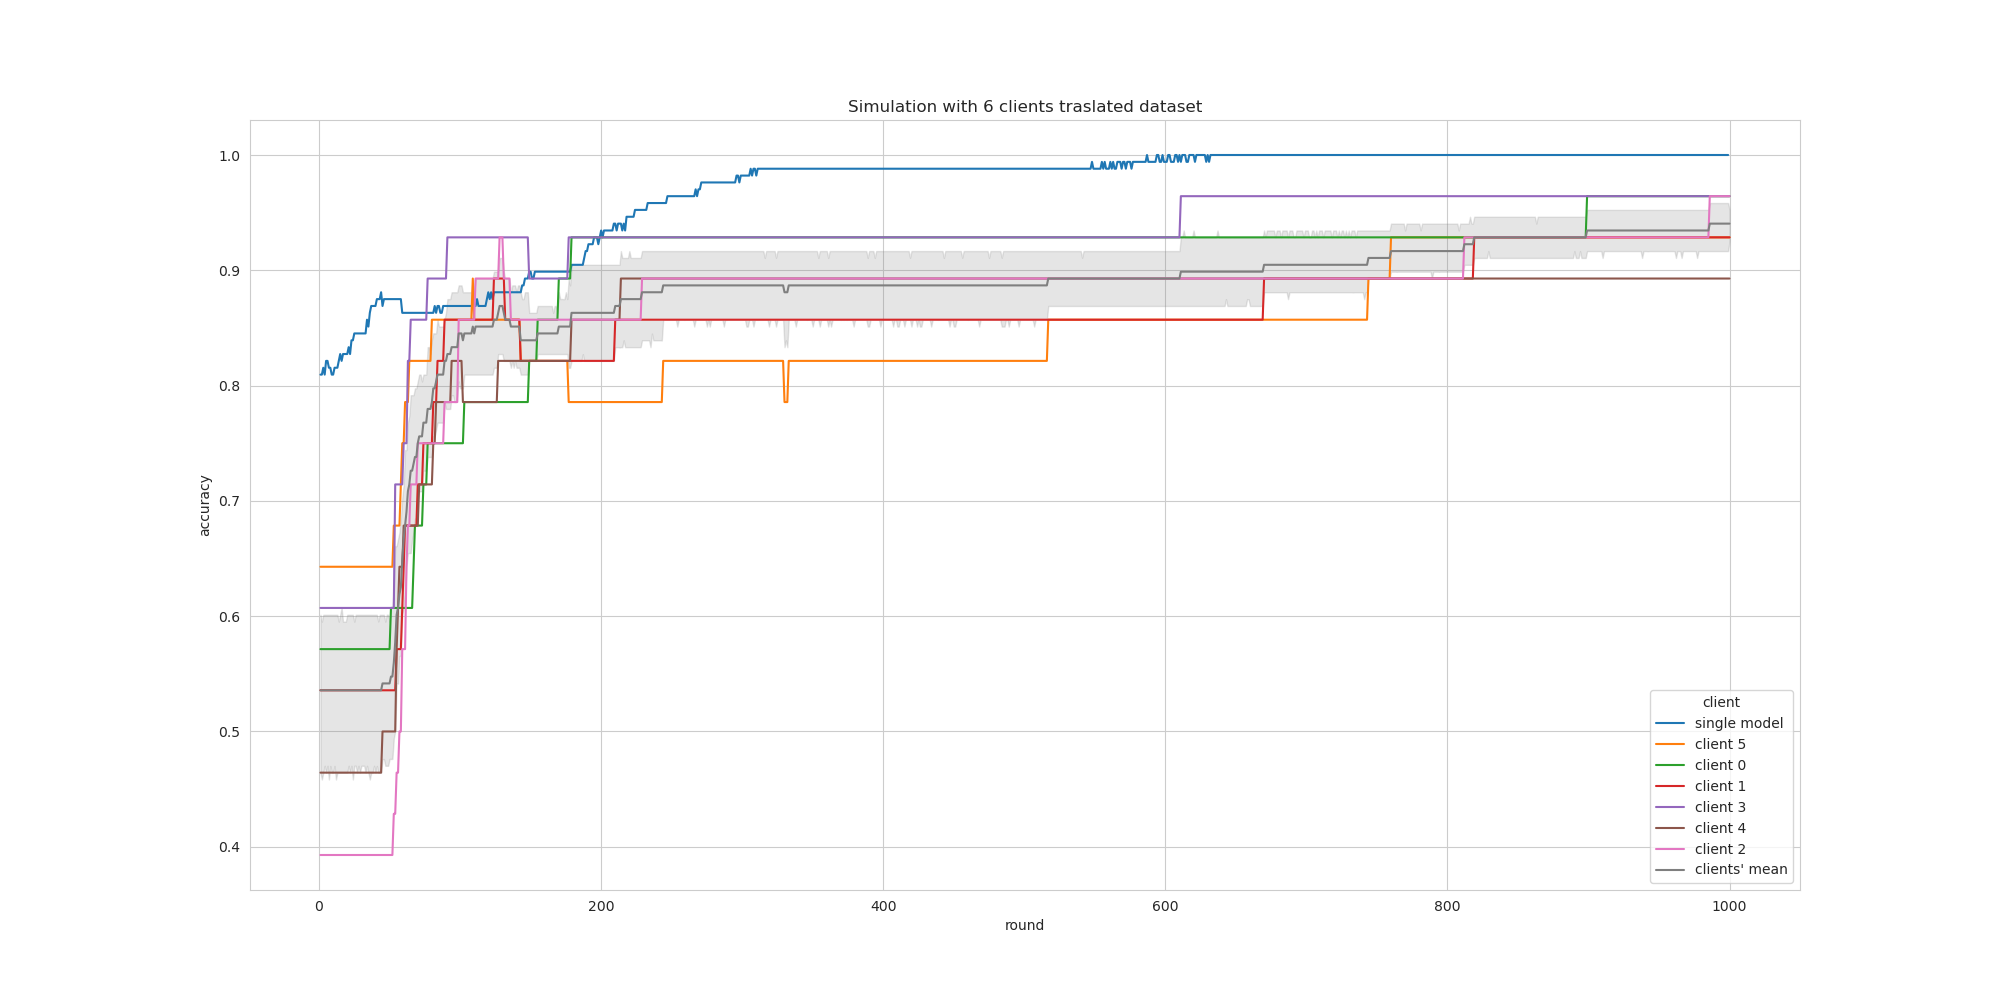 Simulation with 6 clients traslated dataset
accuracy
1.0
0.9
0.8
0.7
0.6
0.5
0.4
0
200
400
600
800
1000
round
client
single model
client 5
client 0
client 1
client 3
client 4
client 2
clients' mean